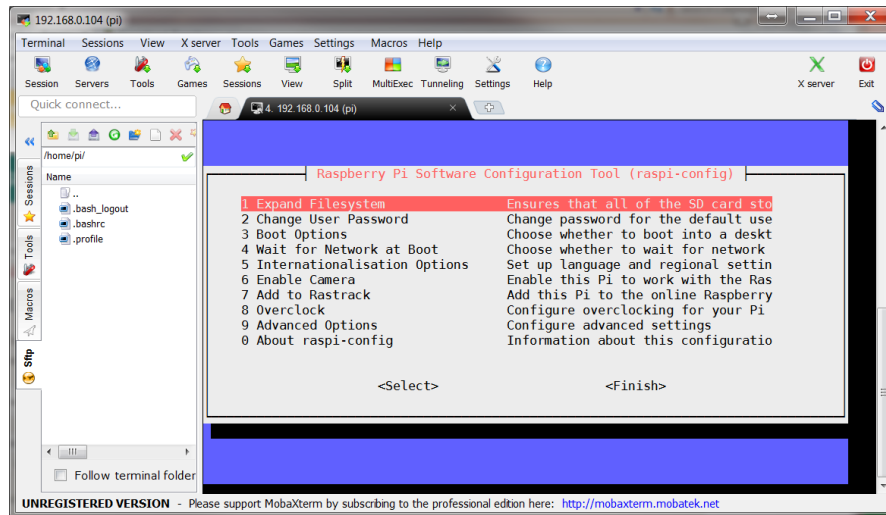 192.168.0.104 (pi)
Terminal Sessions View X server Tools Games Settings Macros Help
Session Servers Tools Games Sessions View Split MultiExec Tunneling Settings Help X server Exit
Quick connect...
4. 192.168.0.104 (pi)
/home/pi/
Name
..
.bash_logout
.bashrc
.profile
Sessions
Tools
Macros
Sftp
Raspberry Pi Software Configuration Tool (raspi-config)
1 Expand Filesystem Ensures that all of the SD card sto
2 Change User Password Change password for the default use
3 Boot Options Choose whether to boot into a deskt
4 Wait for Network at Boot Choose whether to wait for network
5 Internationalisation Options Set up language and regional settin
6 Enable Camera Enable this Pi to work with the Ras
7 Add to Rastrack Add this Pi to the online Raspberry
8 Overclock Configure overclocking for your Pi
9 Advanced Options Configure advanced settings
0 About raspi-config Information about this configuratio
<Select> <Finish>
Follow terminal folder
UNREGISTERED VERSION - Please support MobaXterm by subscribing to the professional edition here: http://mobaxterm.mobatek.net